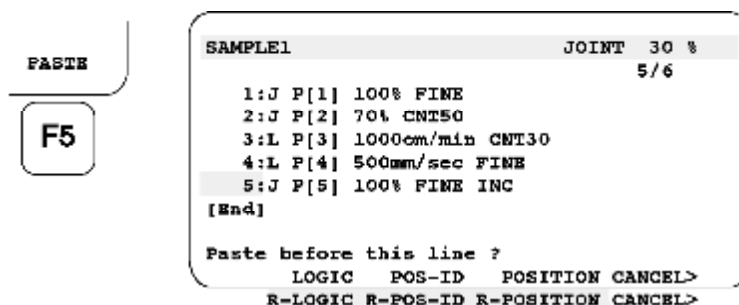 PASTE
F5
SAMPLE1 JOINT 30 %
5/6
1:J P[1] 100% FINE
2:J P[2] 70% CNT50
3:L P[3] 1000cm/min CNT30
4:L P[4] 500mm/sec FINE
5:J P[5] 100% FINE INC
[End]
Paste before this line ?
LOGIC POS-ID POSITION CANCEL>
R-LOGIC R-POS-ID R-POSITION CANCEL>